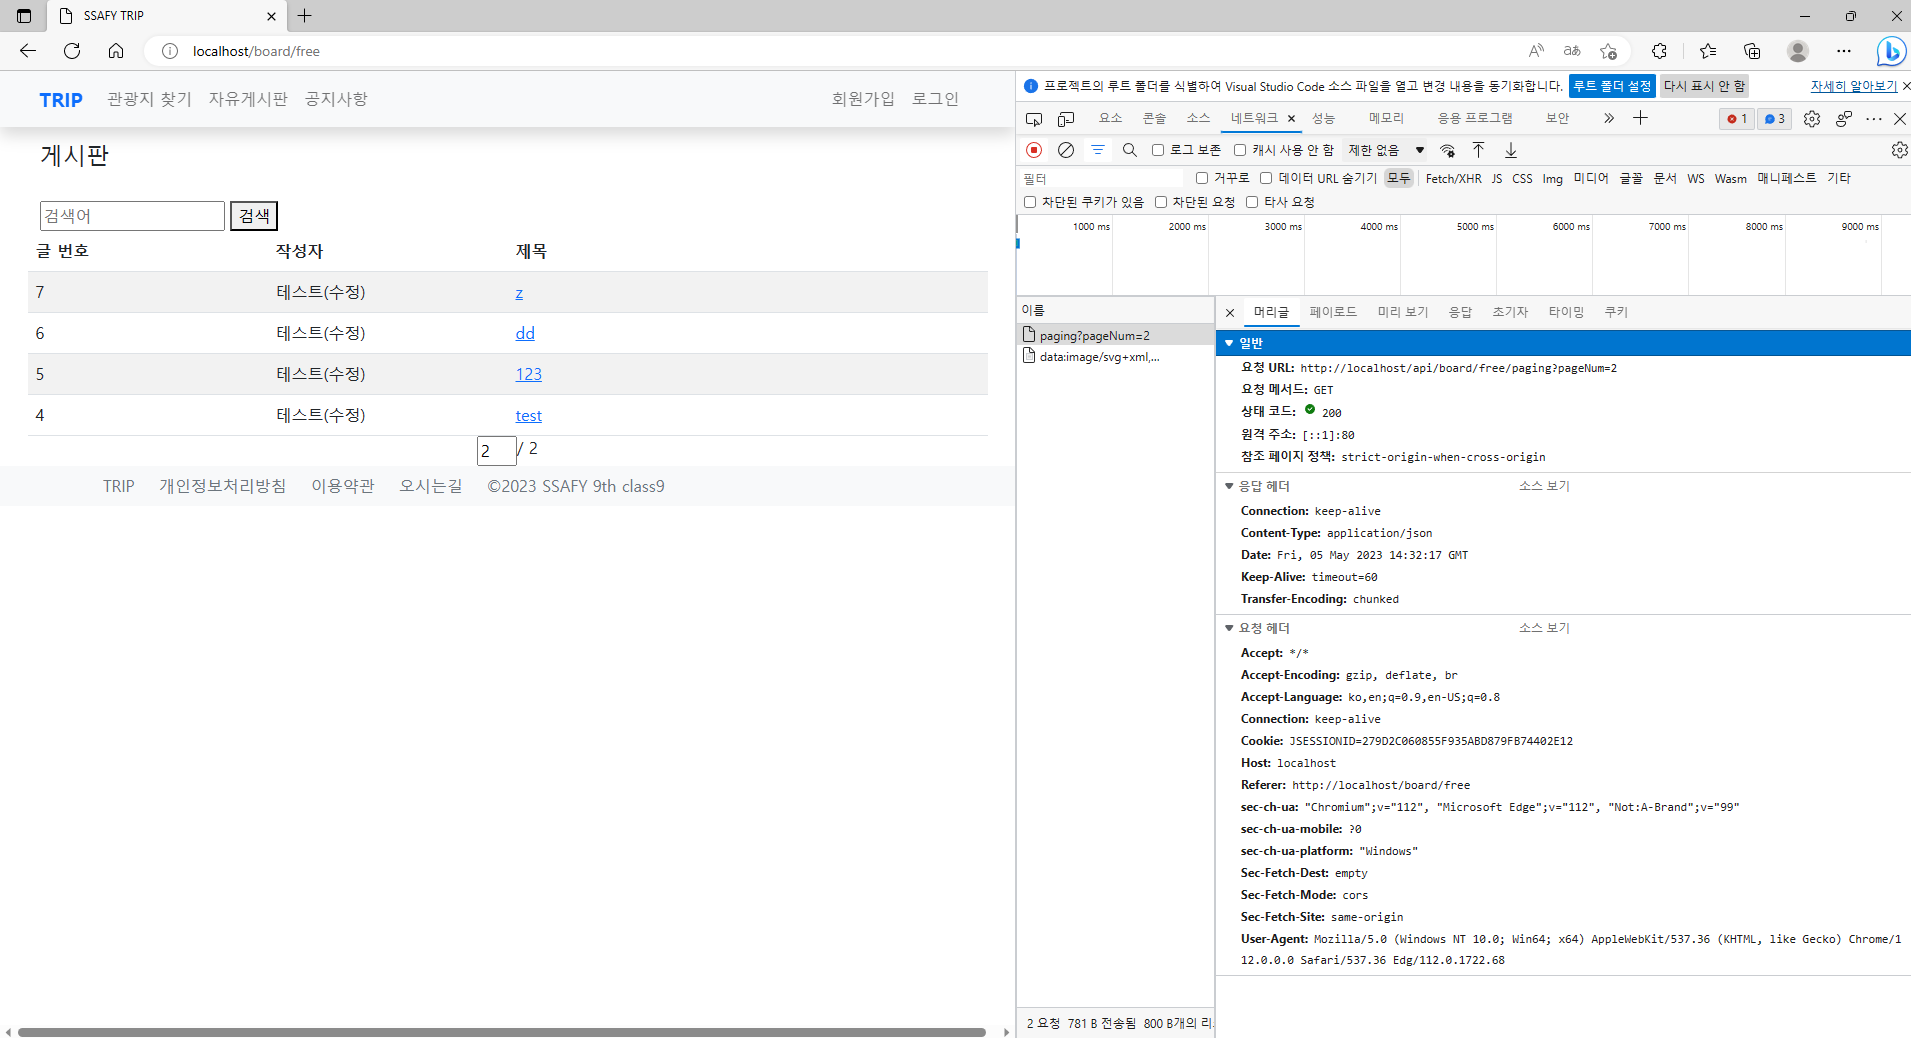 SSAFY TRIP
localhost/board/free
TRIP 관광지 찾기 자유게시판 공지사항 회원가입 로그인
게시판
검색어 검색
글 번호 작성자 제목
7 테스트(수정) z
6 테스트(수정) dd
5 테스트(수정) 123
4 테스트(수정) test
2 / 2
TRIP 개인정보처리방침 이용약관 오시는길 ©2023 SSAFY 9th class9
프로젝트의 루트 폴더를 식별하여 Visual Studio Code 소스 파일을 열고 변경 내용을 동기화합니다. 루트 폴더 설정 다시 표시 안 함 자세히 알아보기
요소 콘솔 소스 네트워크 성능 메모리 응용 프로그램 보안 1 3
로그 보존 캐시 사용 안 함 제한 없음
필터 거꾸로 데이터 URL 숨기기 모두 Fetch/XHR JS CSS Img 미디어 글꼴 문서 WS Wasm 매니페스트 기타
차단된 쿠키가 있음 차단된 요청 타사 요청
1000 ms 2000 ms 3000 ms 4000 ms 5000 ms 6000 ms 7000 ms 8000 ms 9000 ms
이름
paging?pageNum=2
data:image/svg+xml,...
2 요청 781 B 전송됨 800 B개의 리
머리글 페이로드 미리 보기 응답 초기자 타이밍 쿠키
일반
요청 URL: http://localhost/api/board/free/paging?pageNum=2
요청 메서드: GET
상태 코드: 200
원격 주소: [::1]:80
참조 페이지 정책: strict-origin-when-cross-origin
응답 헤더 소스 보기
Connection: keep-alive
Content-Type: application/json
Date: Fri, 05 May 2023 14:32:17 GMT
Keep-Alive: timeout=60
Transfer-Encoding: chunked
요청 헤더 소스 보기
Accept: */*
Accept-Encoding: gzip, deflate, br
Accept-Language: ko,en;q=0.9,en-US;q=0.8
Connection: keep-alive
Cookie: JSESSIONID=279D2C060855F935ABD879FB74402E12
Host: localhost
Referer: http://localhost/board/free
sec-ch-ua: "Chromium";v="112", "Microsoft Edge";v="112", "Not:A-Brand";v="99"
sec-ch-ua-mobile: ?0
sec-ch-ua-platform: "Windows"
Sec-Fetch-Dest: empty
Sec-Fetch-Mode: cors
Sec-Fetch-Site: same-origin
User-Agent: Mozilla/5.0 (Windows NT 10.0; Win64; x64) AppleWebKit/537.36 (KHTML, like Gecko) Chrome/1
12.0.0.0 Safari/537.36 Edg/112.0.1722.68